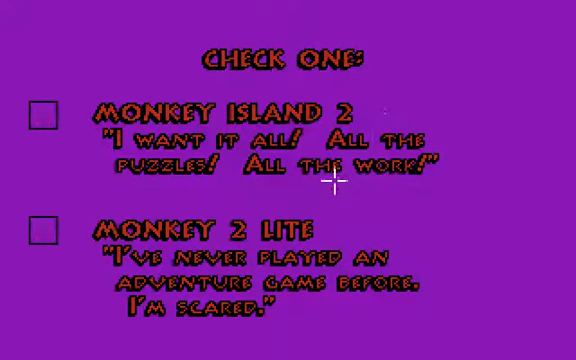 CHECK ONE:
MONKEY ISLAND 2
"I WANT IT ALL! ALL THE
PUZZLES! ALL THE WORK!"
MONKEY 2 LITE
"I'VE NEVER PLAYED AN
ADVENTURE GAME BEFORE.
I'M SCARED."